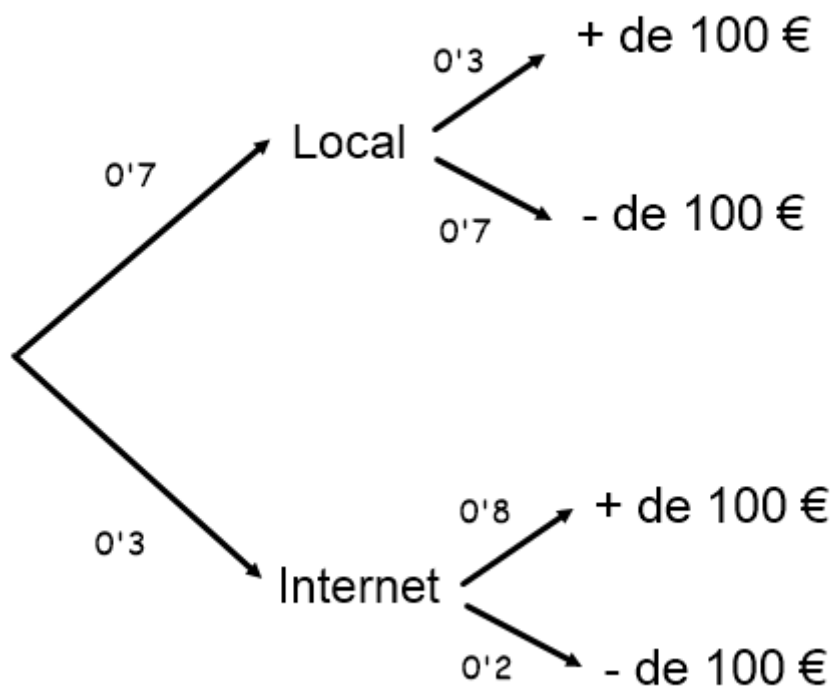 + de 100 €
0'3
Local
0'7
0'7
- de 100 €
0'3
Internet
0'8
+ de 100 €
0'2
- de 100 €